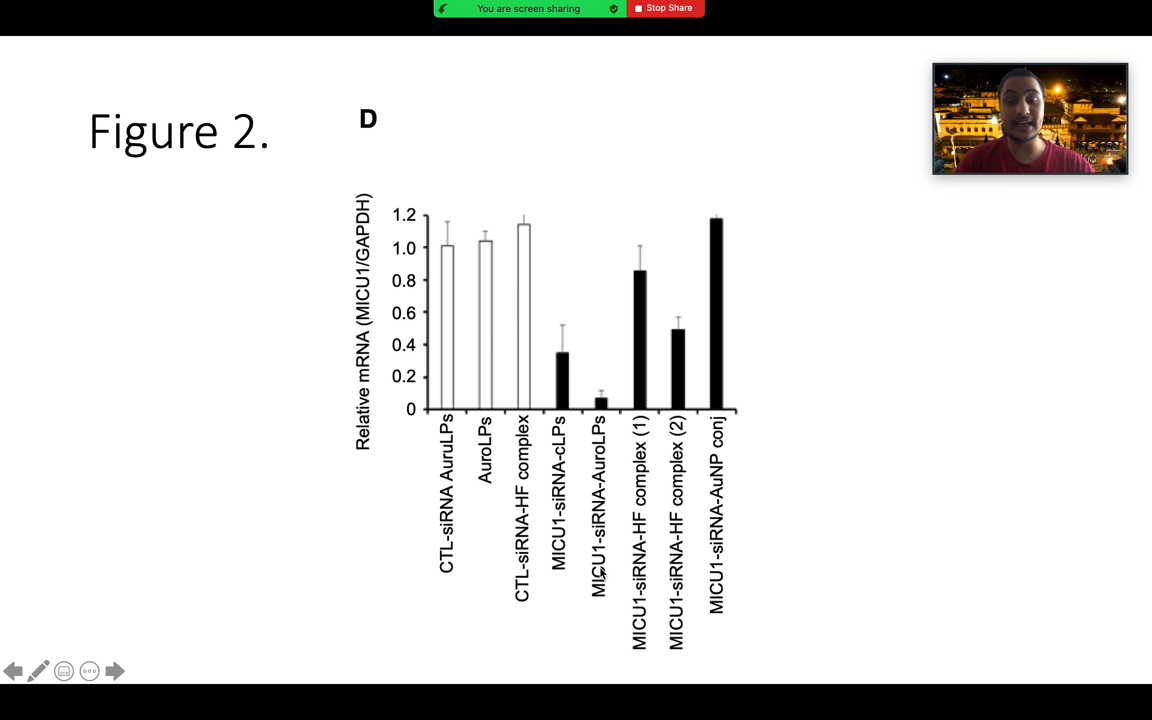 You are screen sharing
Stop Share
Figure 2.
D
Relative mRNA (MICU1/GAPDH)
1.2
1.0
0.8
0.6
0.4
0.2
0
CTL-siRNA AuruLPs
AuroLPs
CTL-siRNA-HF complex
MICU1-siRNA-cLPs
MICU1-siRNA-AuroLPs
MICU1-siRNA-HF complex (1)
MICU1-siRNA-HF complex (2)
MICU1-siRNA-AuNP conj